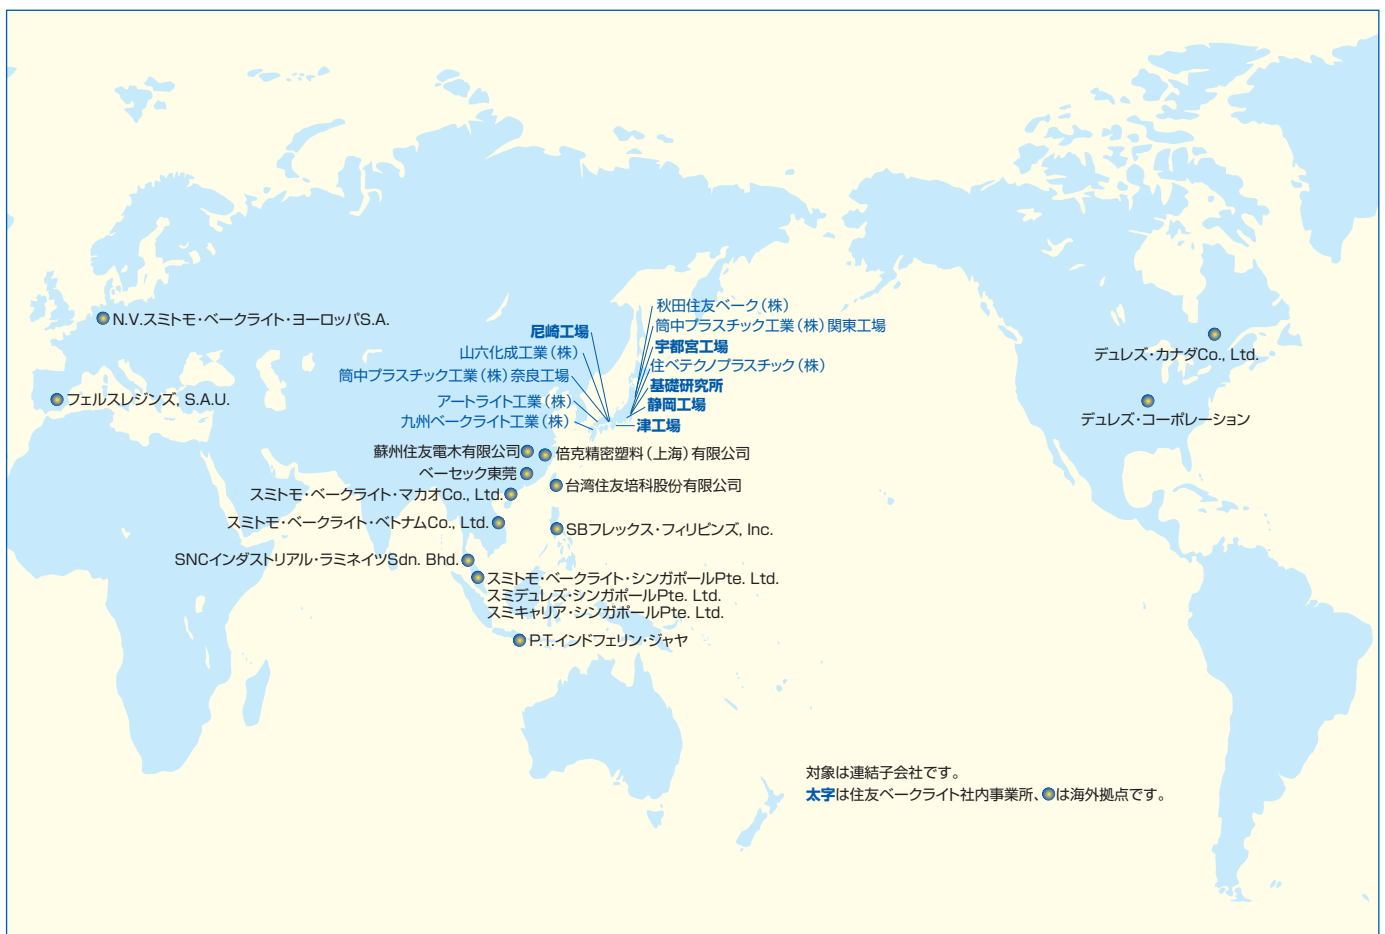 秋田住友ベーク(株)
筒中プラスチック工業(株)関東工場
宇都宮工場
住べテクノプラスチック(株)
基礎研究所
静岡工場
津工場
尼崎工場
山六化成工業(株)
筒中プラスチック工業(株)奈良工場
アートライト工業(株)
九州ベークライト工業(株)
N.V.スミトモ・ベークライト・ヨーロッパS.A.
フェルスレジンズ, S.A.U.
デュレズ・カナダCo., Ltd.
デュレズ・コーポレーション
蘇州住友電木有限公司
倍克精密塑料(上海)有限公司
ベーセック東莞
台湾住友培科股份有限公司
スミトモ・ベークライト・マカオCo., Ltd.
スミトモ・ベークライト・ベトナムCo., Ltd.
SBフレックス・フィリピンズ, Inc.
SNCインダストリアル・ラミネイツSdn. Bhd.
スミトモ・ベークライト・シンガポールPte. Ltd.
スミデュレズ・シンガポールPte. Ltd.
スミキャリア・シンガポールPte. Ltd.
P.T.インドフェリン・ジャヤ
対象は連結子会社です。
太字は住友ベークライト社内事業所、は海外拠点です。